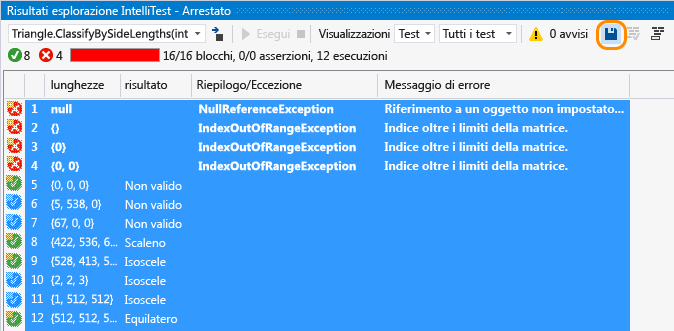 Risultati esplorazione IntelliTest - Arrestato
Triangle.ClassifyBySideLengths(int Esegui Visualizzazioni Test Tutti i test 0 avvisi
8 4 16/16 blocchi, 0/0 asserzioni, 12 esecuzioni
lunghezze risultato Riepilogo/Eccezione Messaggio di errore
1 null NullReferenceException Riferimento a un oggetto non impostato...
2 {} IndexOutOfRangeException Indice oltre i limiti della matrice.
3 {0} IndexOutOfRangeException Indice oltre i limiti della matrice.
4 {0, 0} IndexOutOfRangeException Indice oltre i limiti della matrice.
5 {0, 0, 0} Non valido
6 {5, 538, 0} Non valido
7 {67, 0, 0} Non valido
8 {422, 536, 6... Scaleno
9 {528, 413, 5... Isoscele
10 {2, 2, 3} Isoscele
11 {1, 512, 512} Isoscele
12 {512, 512, 5... Equilatero